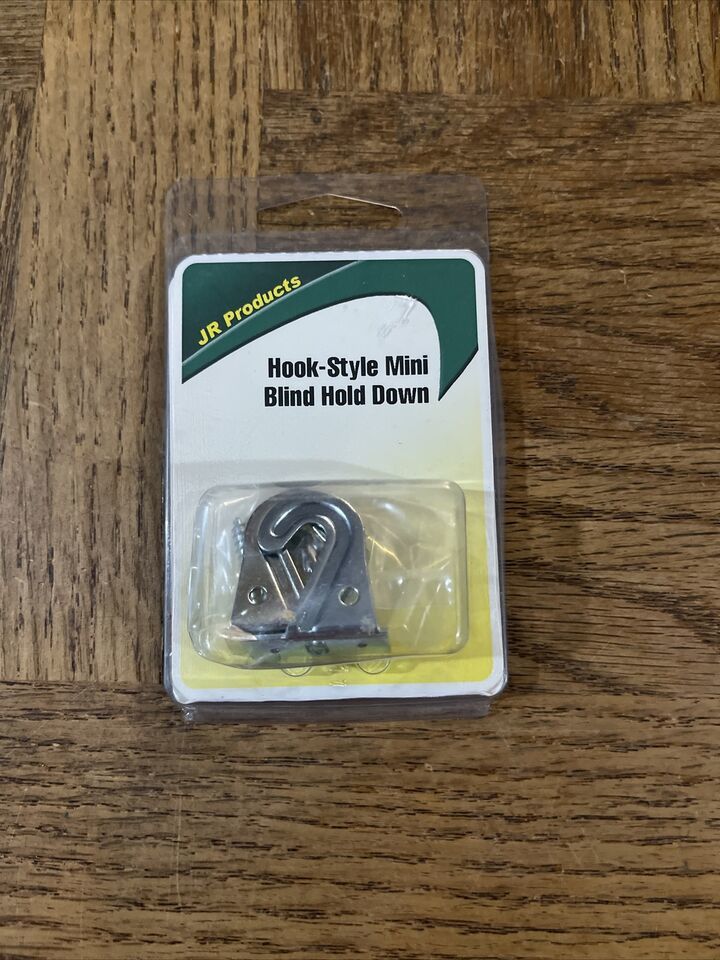 JR Products
Hook-Style Mini
Blind Hold Down